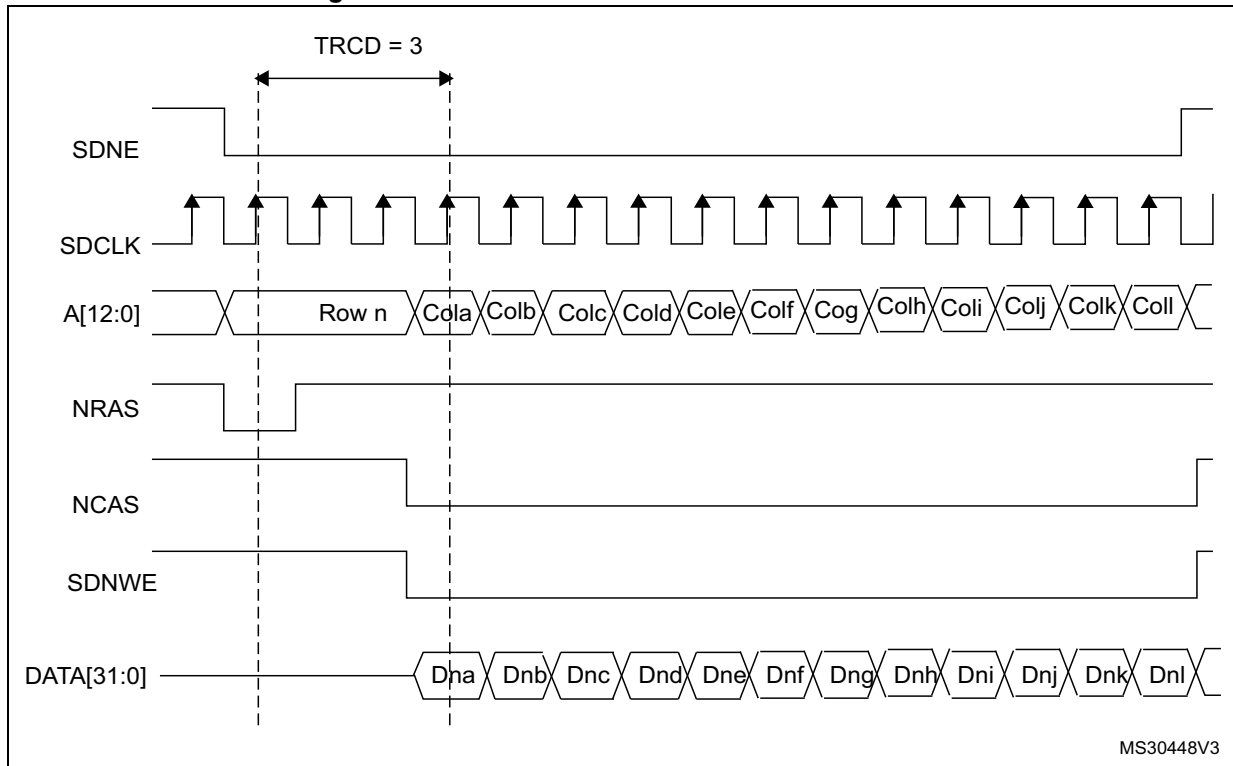 TRCD = 3
SDNE
SDCLK
A[12:0] Row n Cola Colb Colc Cold Cole Colf Cog Colh Coli Colj Colk Coll
NRAS
NCAS
SDNWE
DATA[31:0] Dna Dnb Dnc Dnd Dne Dnf Dng Dnh Dni Dnj Dnk Dnl
MS30448V3